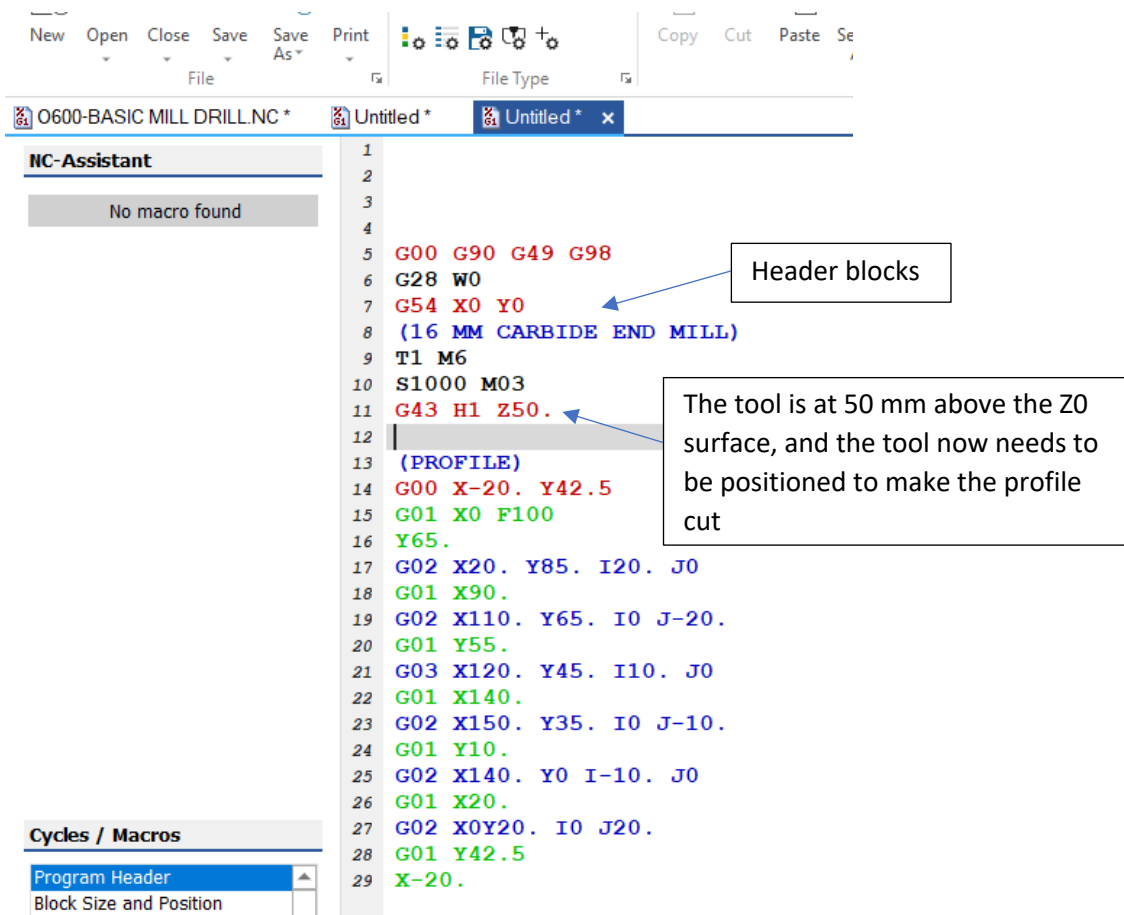 New Open Close Save Save As Print
Copy Cut Paste Se
File
File Type
O600-BASIC MILL DRILL.NC *
Untitled *
Untitled * x
NC-Assistant
No macro found
1
2
3
4
5 G00 G90 G49 G98
6 G28 W0
7 G54 X0 Y0
8 (16 MM CARBIDE END MILL)
9 T1 M6
10 S1000 M03
11 G43 H1 Z50.
12
13 (PROFILE)
14 G00 X-20. Y42.5
15 G01 X0 F100
16 Y65.
17 G02 X20. Y85. I20. J0
18 G01 X90.
19 G02 X110. Y65. I0 J-20.
20 G01 Y55.
21 G03 X120. Y45. I10. J0
22 G01 X140.
23 G02 X150. Y35. I0 J-10.
24 G01 Y10.
25 G02 X140. Y0 I-10. J0
26 G01 X20.
27 G02 X0Y20. I0 J20.
28 G01 Y42.5
29 X-20.
Header blocks
The tool is at 50 mm above the Z0
surface, and the tool now needs to
be positioned to make the profile
cut
Cycles / Macros
Program Header
Block Size and Position